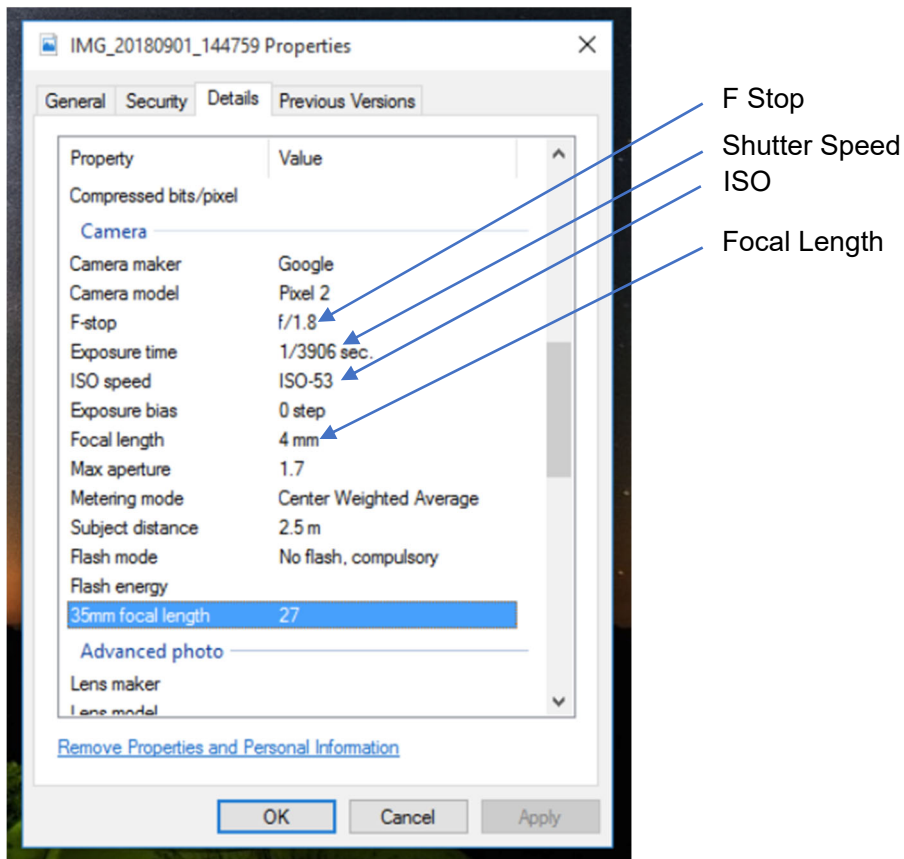 IMG_20180901_144759 Properties
General Security Details Previous Versions
Property Value
Compressed bits/pixel
Camera
Camera maker Google
Camera model Pixel 2
F-stop f/1.8
Exposure time 1/3906 sec.
ISO speed ISO-53
Exposure bias 0 step
Focal length 4 mm
Max aperture 1.7
Metering mode Center Weighted Average
Subject distance 2.5 m
Flash mode No flash, compulsory
Flash energy
35mm focal length 27
Advanced photo
Lens maker
Lens model
Remove Properties and Personal Information
OK Cancel Apply
F Stop
Shutter Speed
ISO
Focal Length